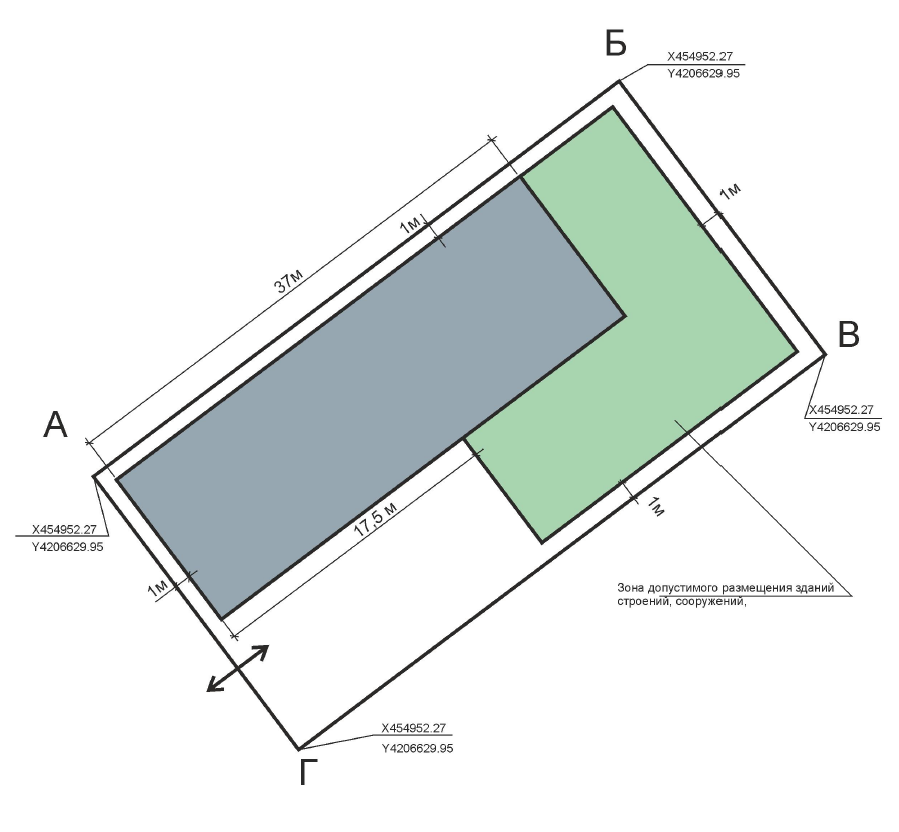 Б
X454952.27
Y4206629.95
1м
1м
37м
В
X454952.27
Y4206629.95
А
X454952.27
Y4206629.95
17,5 м
1м
1м
Зона допустимого размещения зданий
строений, сооружений,
X454952.27
Y4206629.95
Г